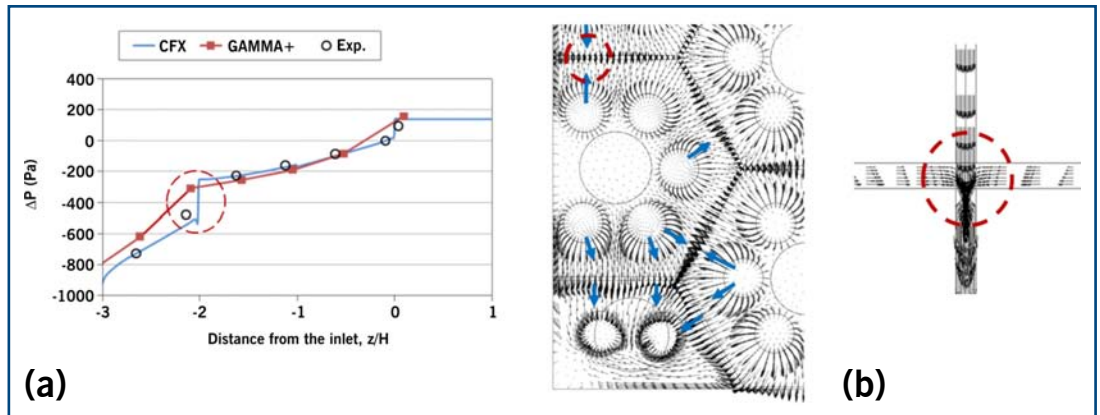 CFX GAMMA+ Exp.
400
200
0
-200
-400
-600
-800
-1000
ΔP (Pa)
-3 -2 -1 0 1
Distance from the inlet, z/H
(a)
(b)